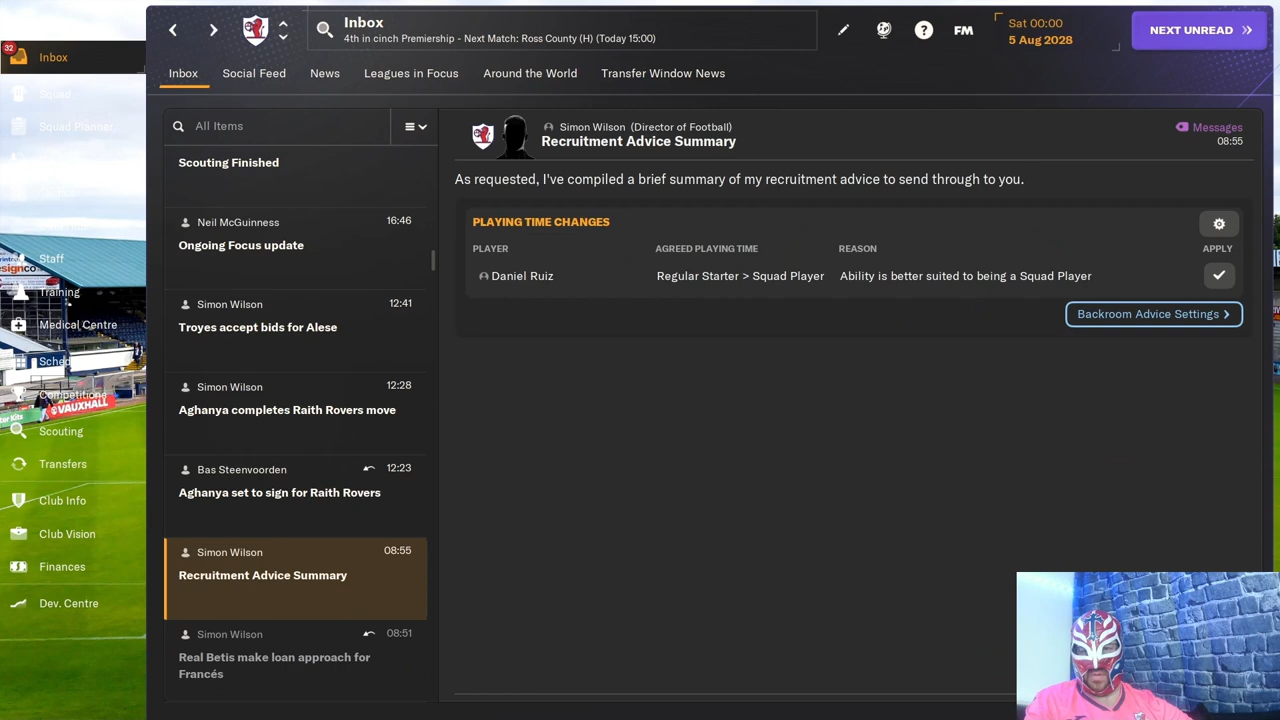 Inbox
4th in cinch Premiership - Next Match: Ross County (H) (Today 15:00)
FM
Sat 00:00
5 Aug 2028
NEXT UNREAD
32
Inbox
Squad
Squad Planner
Staff
Training
Medical Centre
Sched
Competitions
Scouting
Transfers
Club Info
Club Vision
Finances
Dev. Centre
VAUXHALL
Inbox
Social Feed
News
Leagues in Focus
Around the World
Transfer Window News
All Items
Scouting Finished
Neil McGuinness 16:46
Ongoing Focus update
Simon Wilson 12:41
Troyes accept bids for Alese
Simon Wilson 12:28
Aghanya completes Raith Rovers move
Bas Steenvoorden 12:23
Aghanya set to sign for Raith Rovers
Simon Wilson 08:55
Recruitment Advice Summary
Simon Wilson 08:51
Real Betis make loan approach for
Francés
Simon Wilson (Director of Football)
Recruitment Advice Summary
Messages
08:55
As requested, I've compiled a brief summary of my recruitment advice to send through to you.
PLAYING TIME CHANGES
PLAYER AGREED PLAYING TIME REASON APPLY
Daniel Ruiz Regular Starter > Squad Player Ability is better suited to being a Squad Player
Backroom Advice Settings